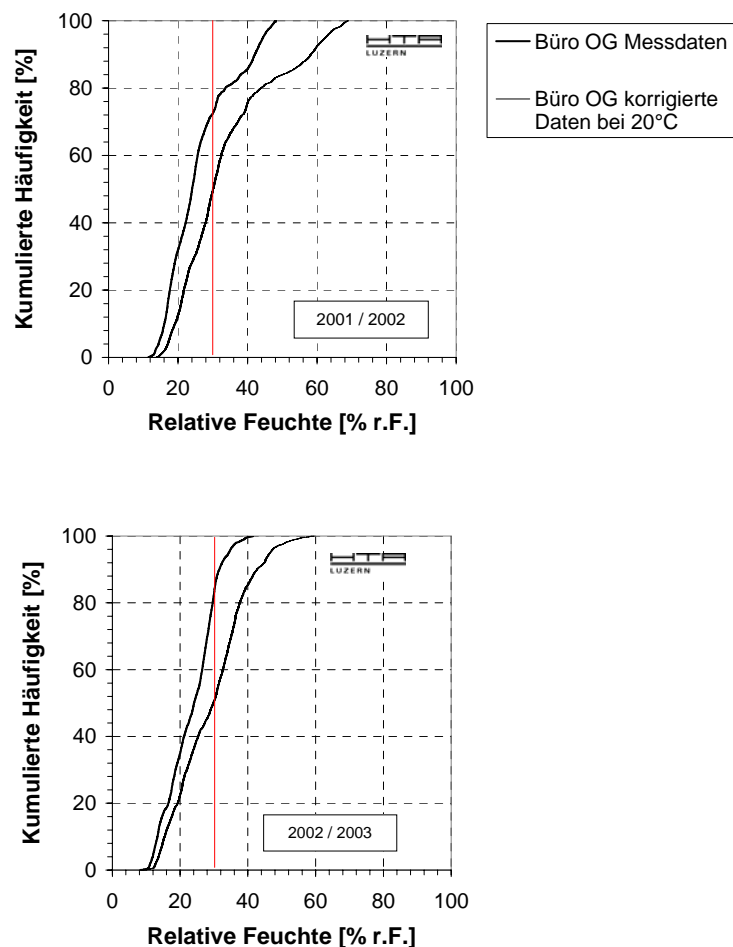 100
80
60
40
20
0
Kumulierte Häufigkeit [%]
LUZERN
2001 / 2002
0 20 40 60 80 100
Relative Feuchte [% r.F.]
Büro OG Messdaten
Büro OG korrigierte
Daten bei 20°C
100
80
60
40
20
0
Kumulierte Häufigkeit [%]
LUZERN
2002 / 2003
0 20 40 60 80 100
Relative Feuchte [% r.F.]